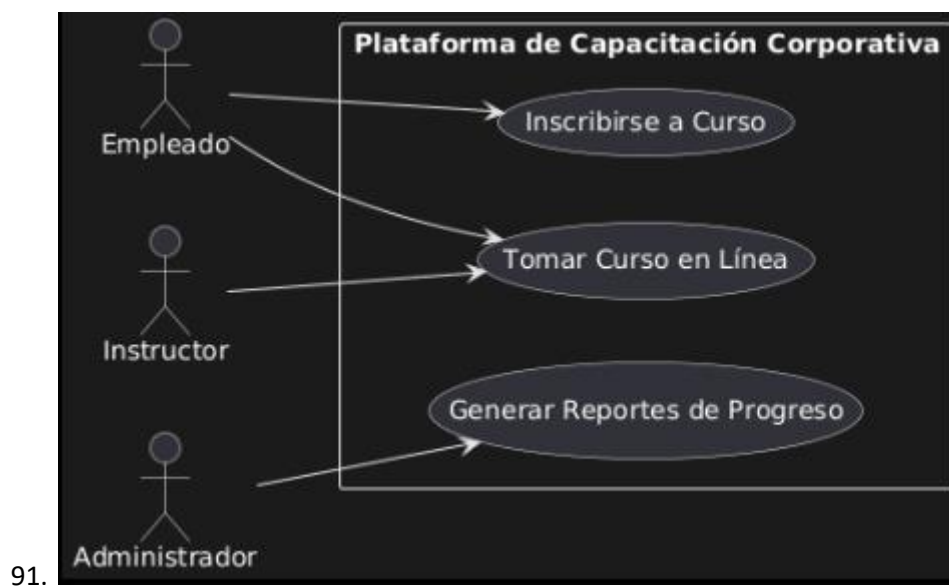 Plataforma de Capacitación Corporativa
Empleado
Inscribirse a Curso
Tomar Curso en Línea
Instructor
Generar Reportes de Progreso
Administrador
91.